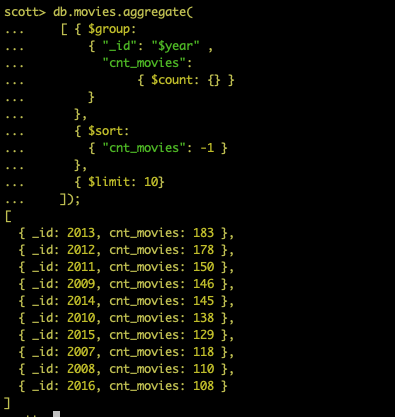 scott> db.movies.aggregate(
...     [ { $group:
...         { "_id": "$year" ,
...           "cnt_movies":
...                { $count: {} }
...         }
...       },
...       { $sort:
...         { "cnt_movies": -1 }
...       },
...       { $limit: 10}
...     ]);
[
  { _id: 2013, cnt_movies: 183 },
  { _id: 2012, cnt_movies: 178 },
  { _id: 2011, cnt_movies: 150 },
  { _id: 2009, cnt_movies: 146 },
  { _id: 2014, cnt_movies: 145 },
  { _id: 2010, cnt_movies: 138 },
  { _id: 2015, cnt_movies: 129 },
  { _id: 2007, cnt_movies: 118 },
  { _id: 2008, cnt_movies: 110 },
  { _id: 2016, cnt_movies: 108 }
]